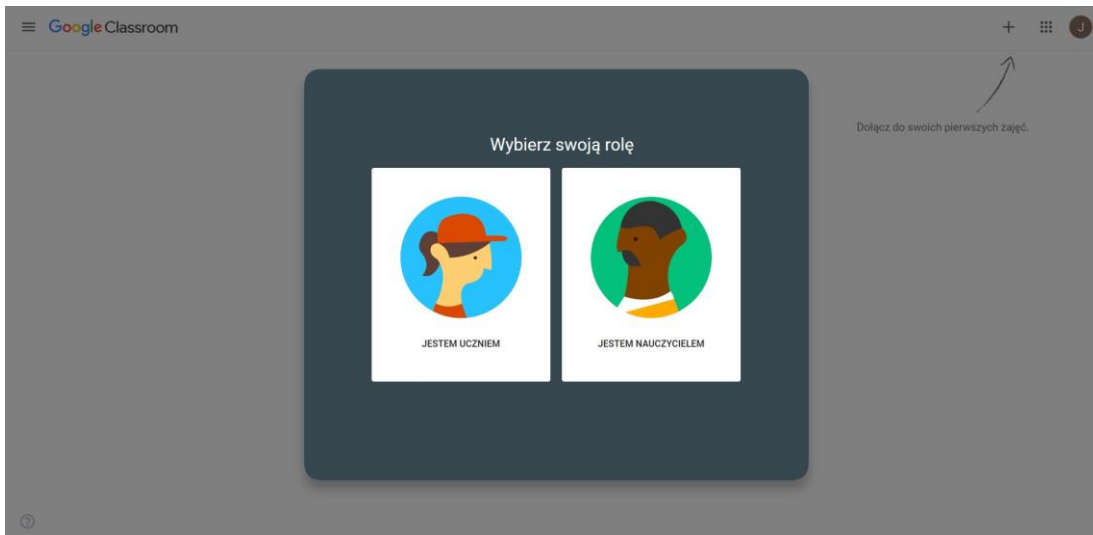 Google Classroom
J
Dołącz do swoich pierwszych zajęć.
Wybierz swoją rolę
JESTEM UCZNIEM
JESTEM NAUCZYCIELEM